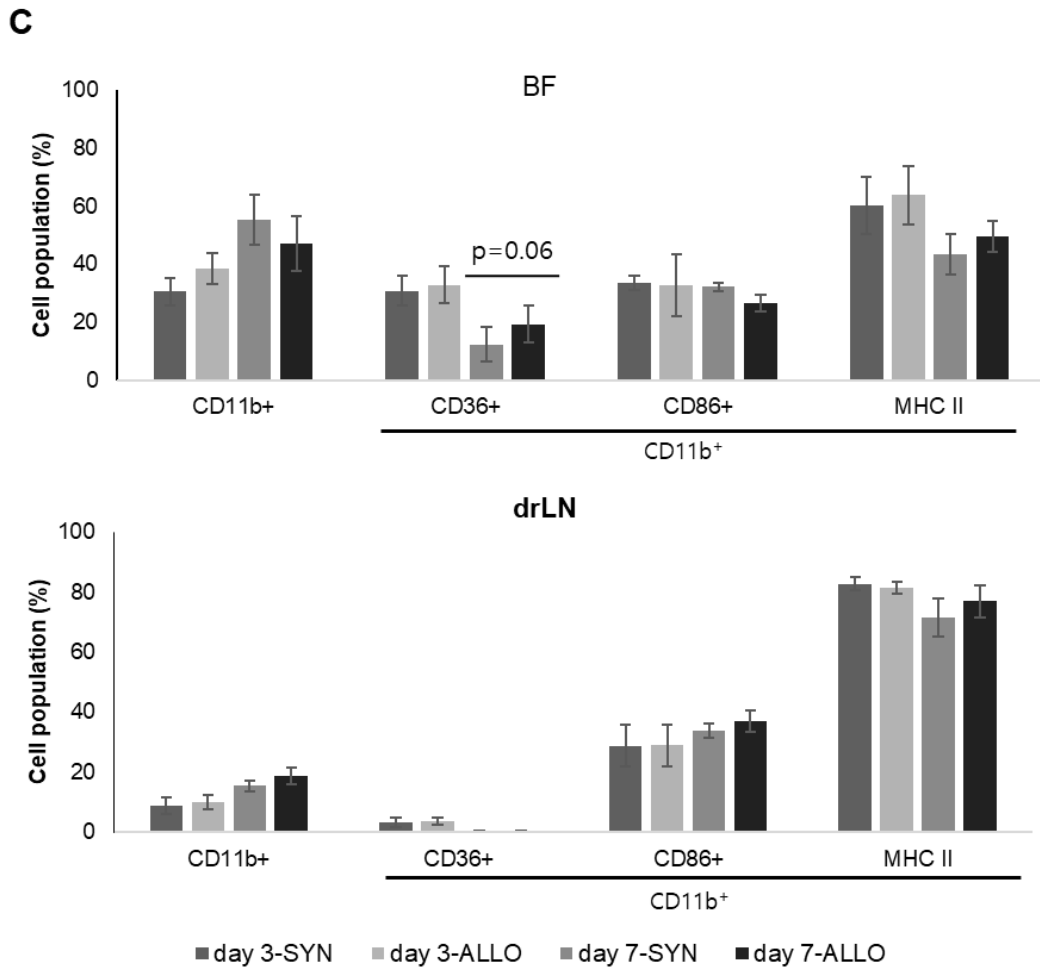 C
BF
Cell population (%)
100
80
60
40
20
0
p=0.06
CD11b+ CD36+ CD86+ MHC II
CD11b⁺
drLN
Cell population (%)
100
80
60
40
20
0
CD11b+ CD36+ CD86+ MHC II
CD11b⁺
day 3-SYN day 3-ALLO day 7-SYN day 7-ALLO